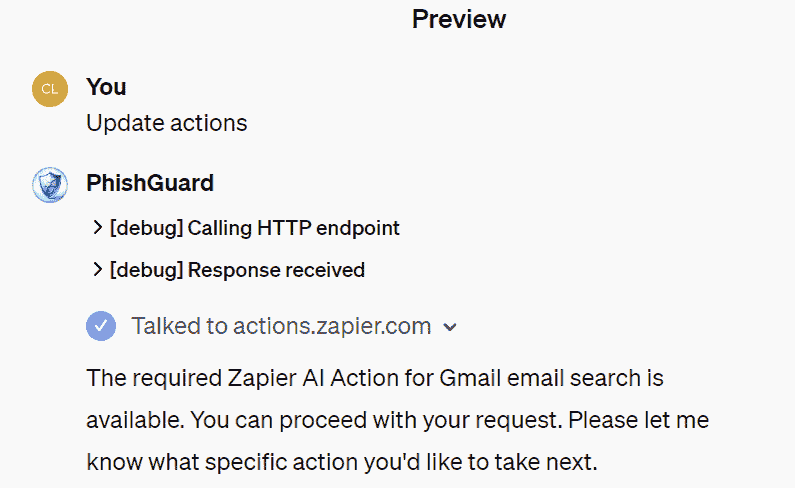 Preview
CL
You
Update actions
PhishGuard
[debug] Calling HTTP endpoint
[debug] Response received
Talked to actions.zapier.com
The required Zapier AI Action for Gmail email search is
available. You can proceed with your request. Please let me
know what specific action you'd like to take next.